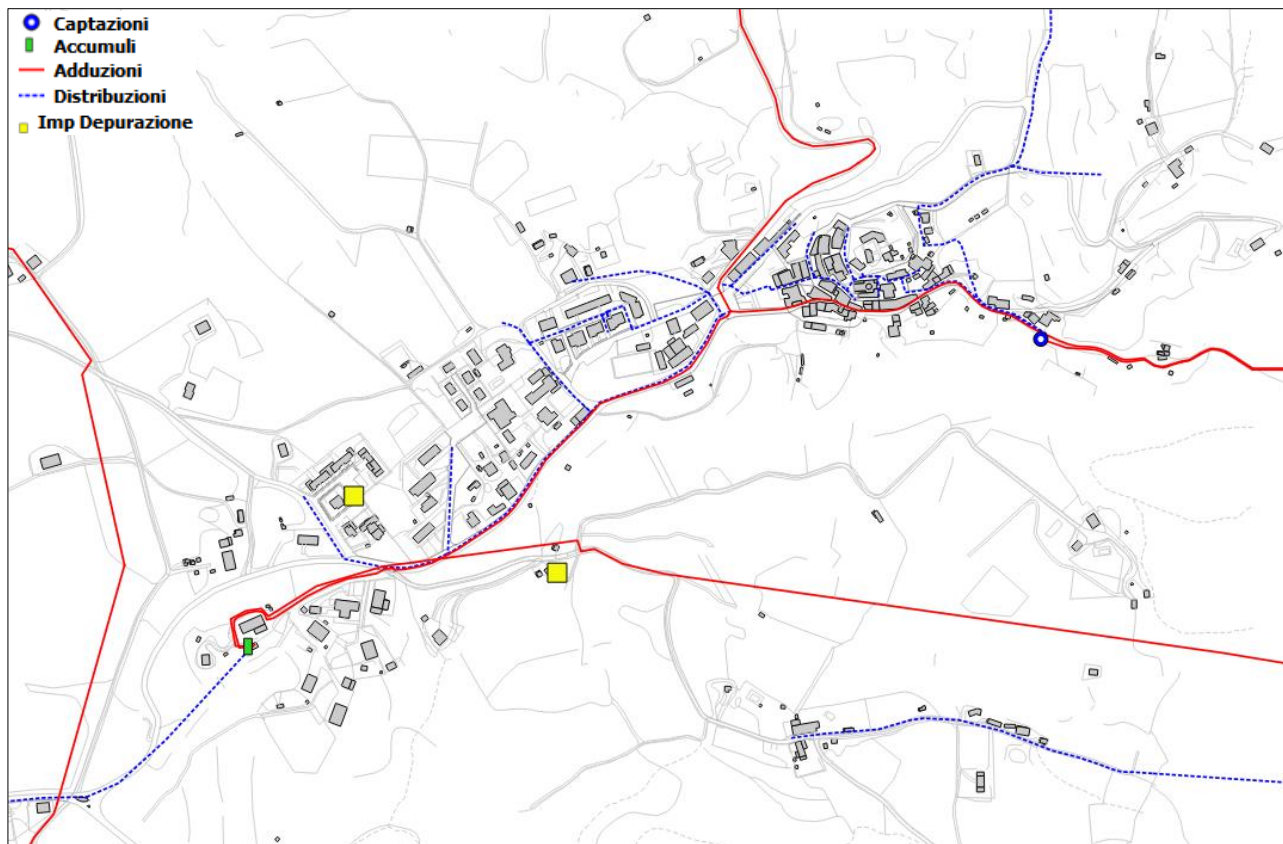 Captazioni
Accumuli
Adduzioni
Distribuzioni
Imp Depurazione